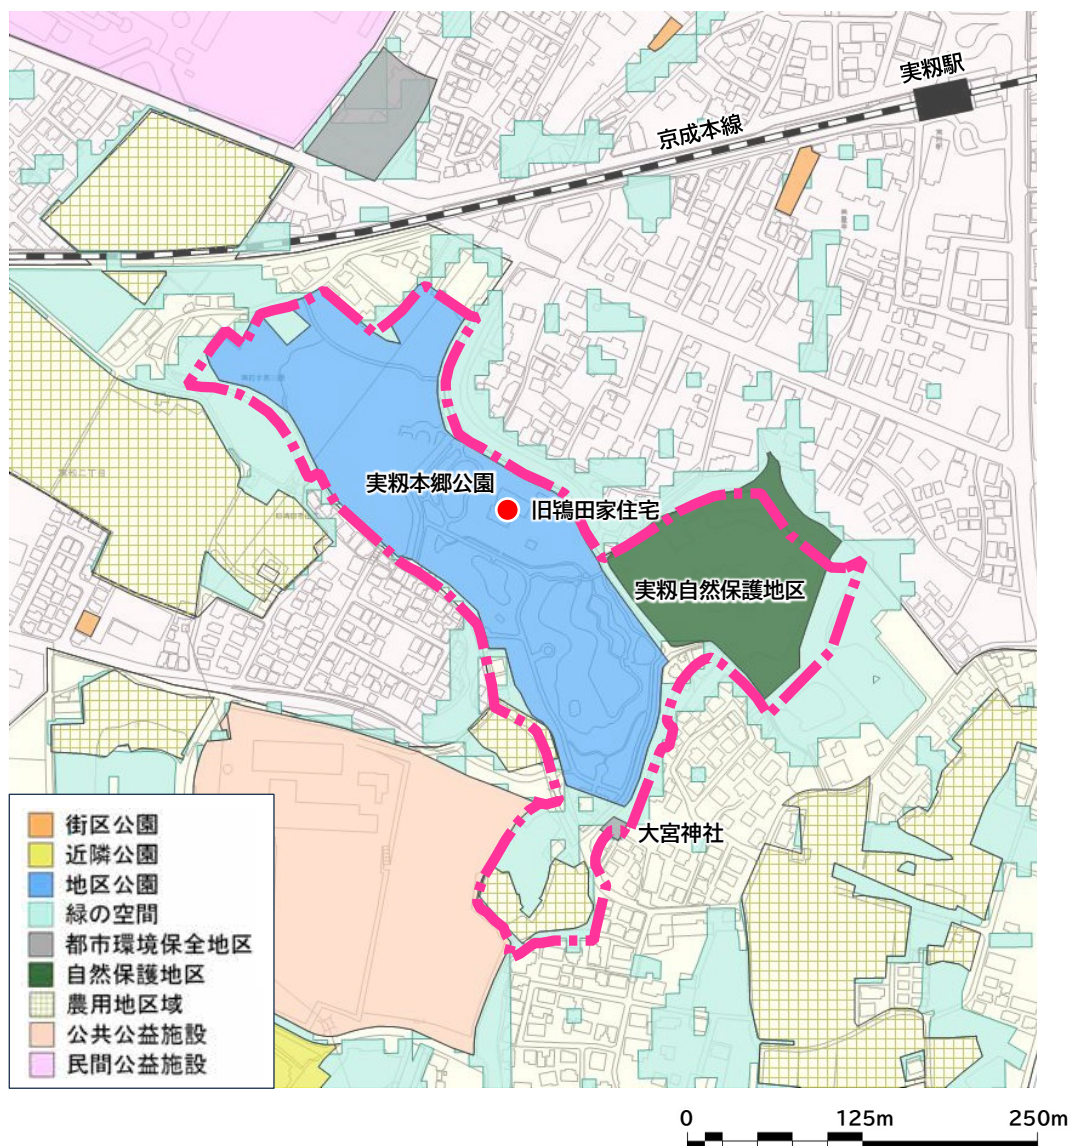 実籾駅
京成本線
実籾本郷公園
旧鴇田家住宅
実籾自然保護地区
大宮神社
街区公園
近隣公園
地区公園
緑の空間
都市環境保全地区
自然保護地区
農用地区域
公共公益施設
民間公益施設
0 125m 250m